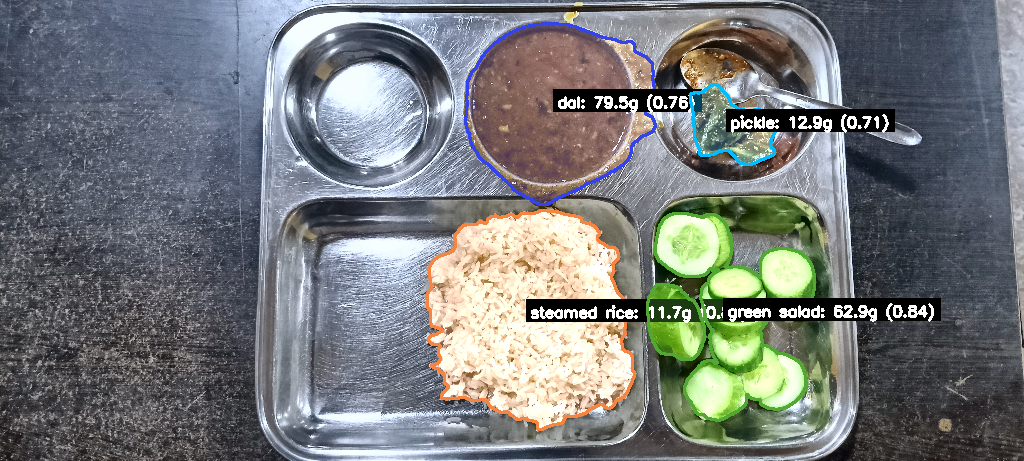 dal: 79.5g (0.76)
pickle: 12.9g (0.71)
steamed rice: 11.7g (0.
green salad: 62.9g (0.84)